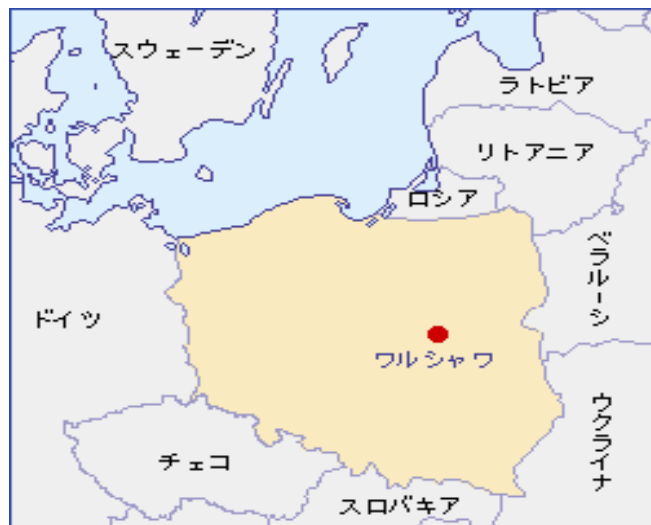 スウェーデン
ラトビア
リトアニア
ロシア
ベラルーシ
ドイツ
ワルシャワ
ウクライナ
チェコ
スロバキア